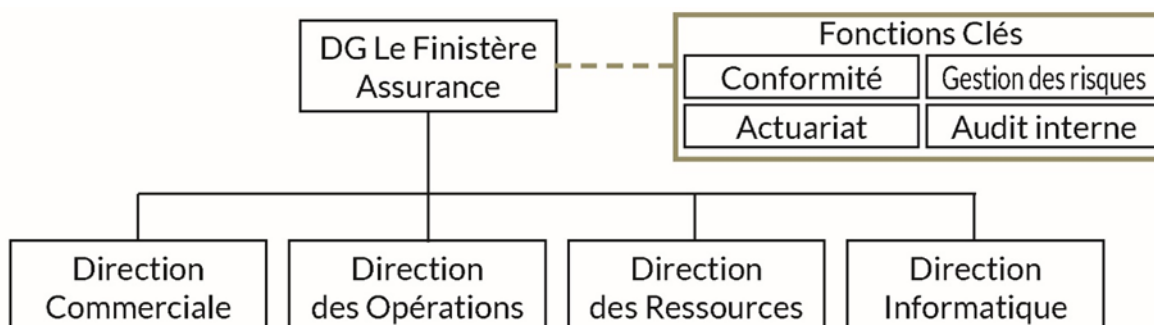 DG Le Finistère
Assurance
Fonctions Clés
Conformité
Gestion des risques
Actuariat
Audit interne
Direction
Commerciale
Direction
des Opérations
Direction
des Ressources
Direction
Informatique